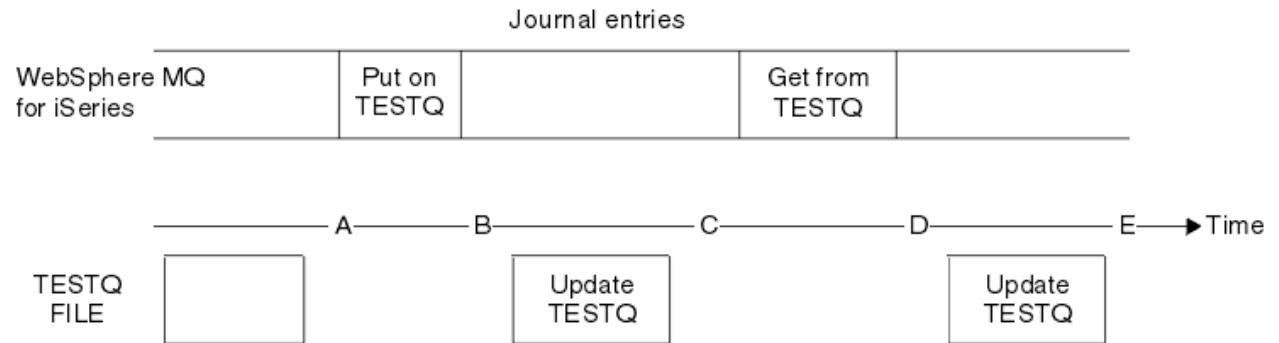 Journal entries
WebSphere MQ
for iSeries
Put on
TESTQ
Get from
TESTQ
A
B
C
D
E
Time
TESTQ
FILE
Update
TESTQ
Update
TESTQ